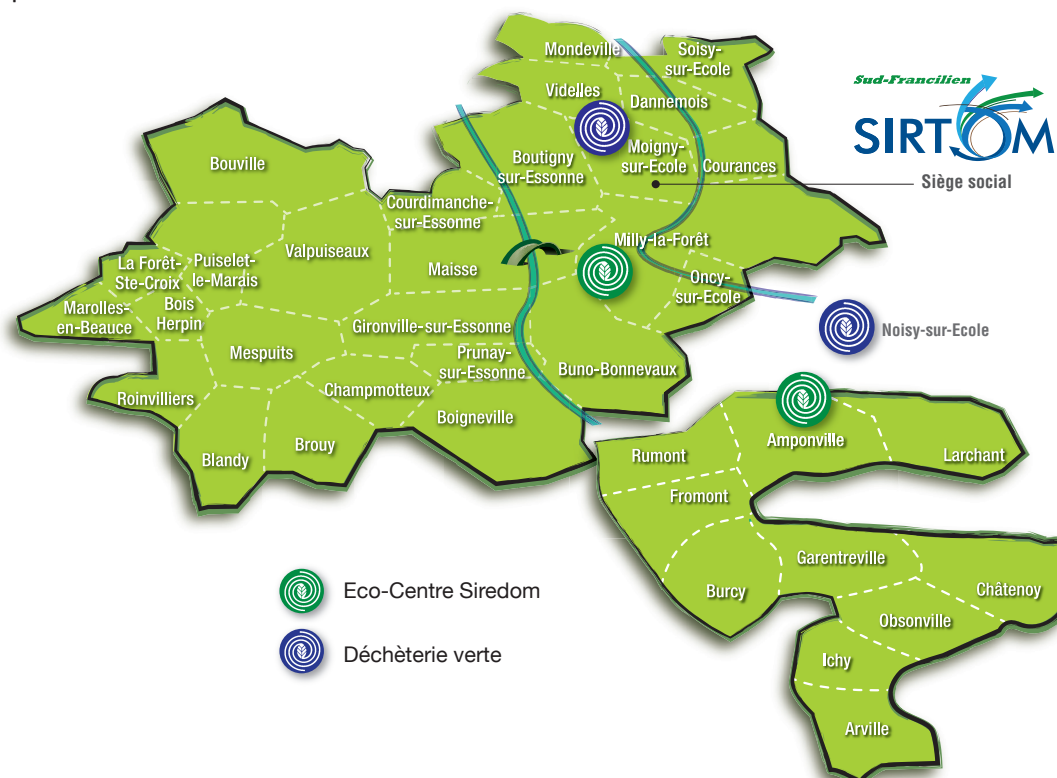 Mondeville
Soisy-
sur-Ecole
Sud-Francilien
SIRTOM
Siège social
Videlles
Dannemois
Bouville
Boutigny
sur-Essonne
Moigny-
sur-Ecole
Courances
Courdimanche-
sur-Essonne
Valpuiseaux
Milly-la-Forêt
La Forêt-
Ste-Croix
Puiselet-
le-Marais
Maisse
Oncy-
sur-Ecole
Marolles-
en-Beauce
Bois
Herpin
Noisy-sur-Ecole
Gironville-sur-Essonne
Mespuits
Prunay-
sur-Essonne
Buno-Bonnevaux
Champmotteux
Roinvilliers
Boigneville
Brouy
Blandy
Amponville
Rumont
Larchant
Fromont
Garentreville
Burcy
Châtenoy
Obsonville
Ichy
Arville
Eco-Centre Siredom
Déchèterie verte